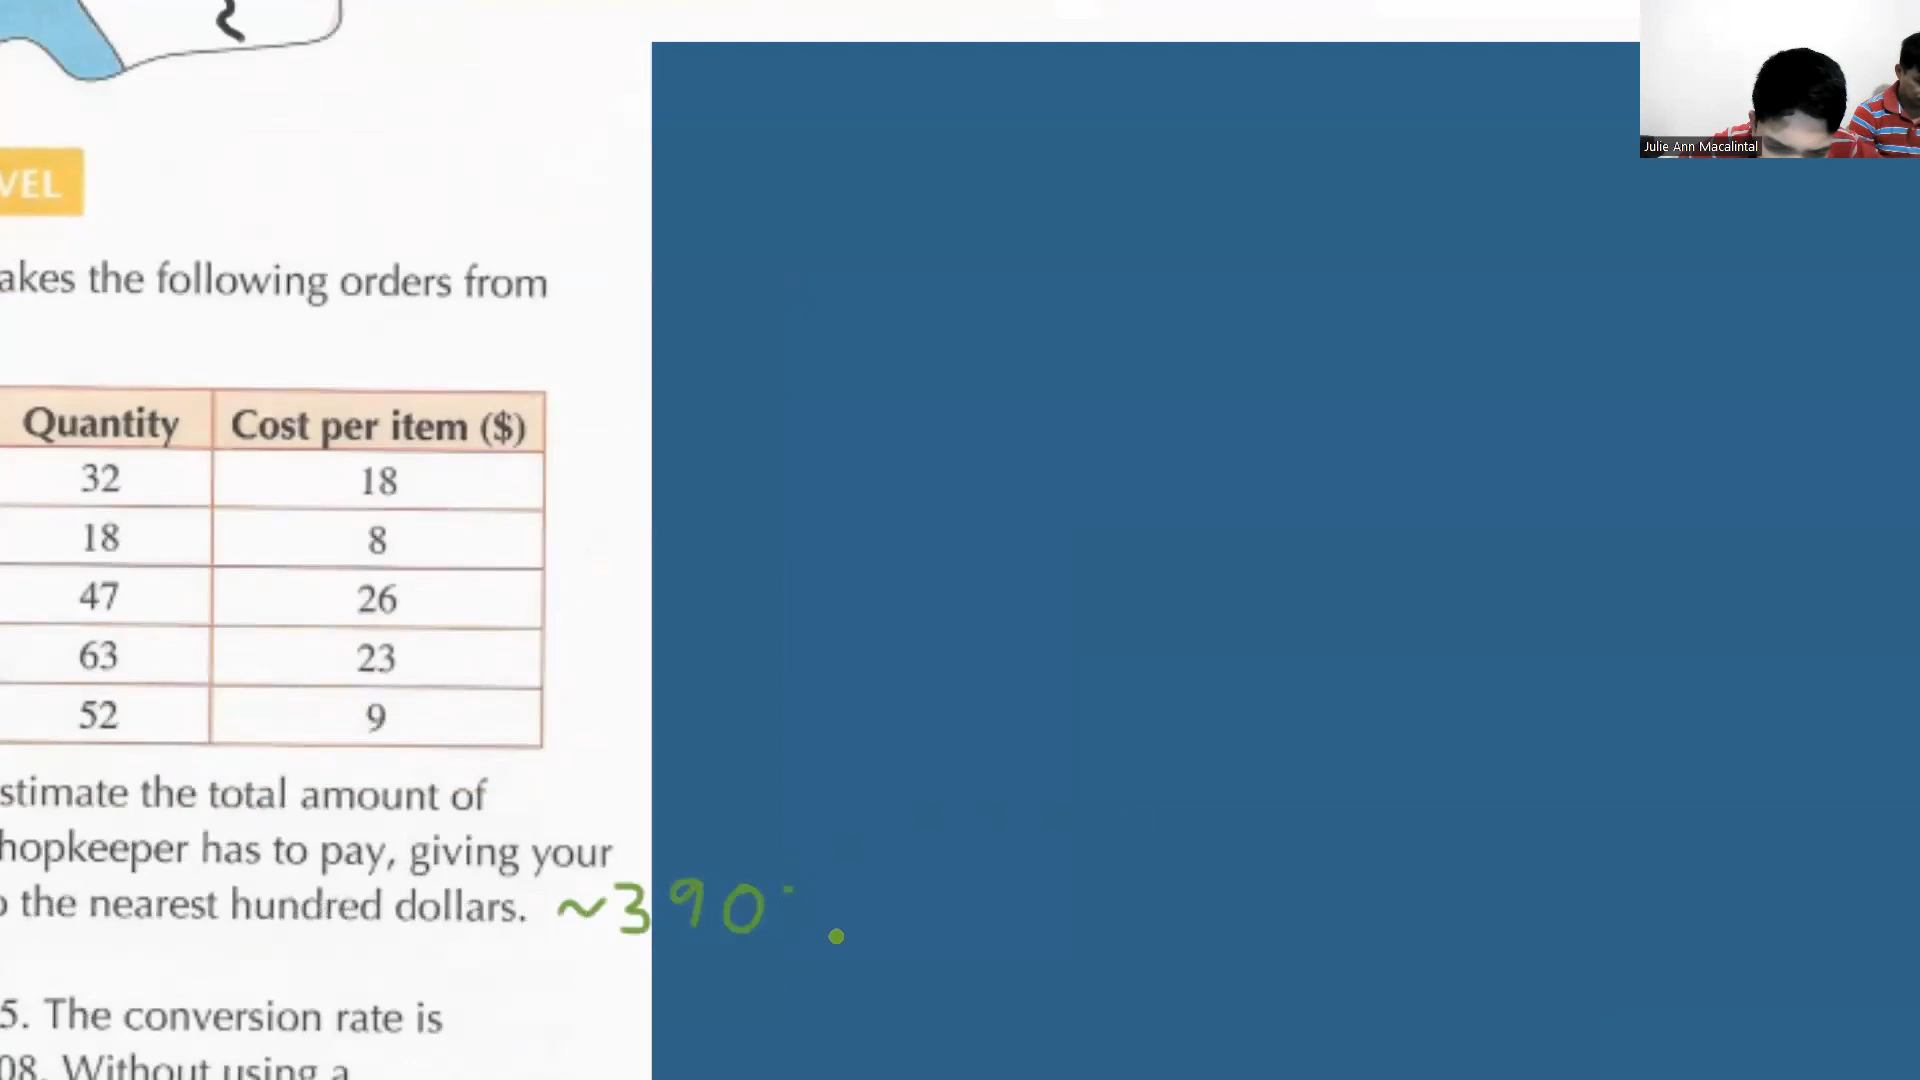 Julie Ann Macalintal
VEL
akes the following orders from
Quantity Cost per item ($)
32 18
18 8
47 26
63 23
52 9
stimate the total amount of
hopkeeper has to pay, giving your
o the nearest hundred dollars. ~390
5. The conversion rate is
08. Without using a